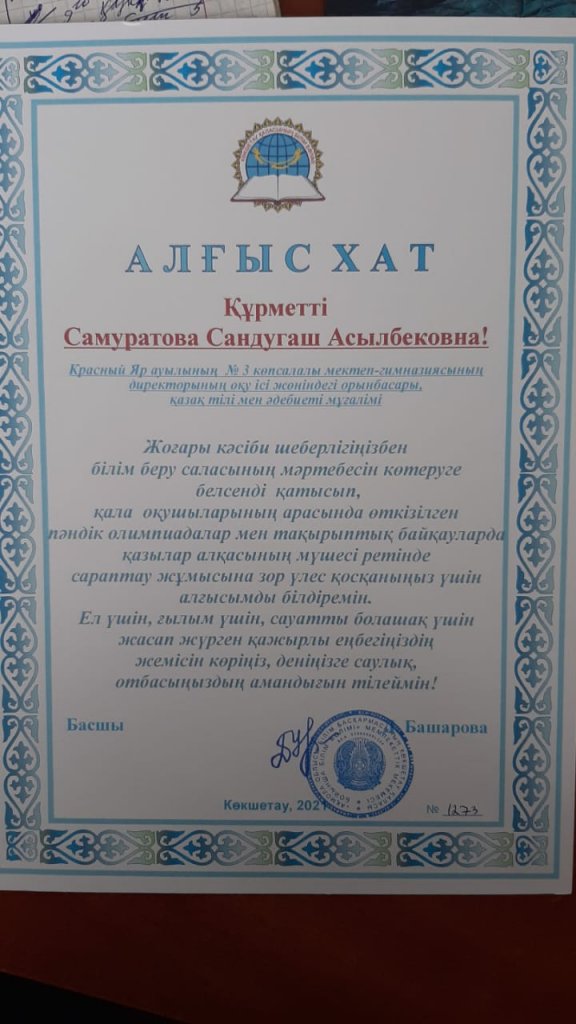 АЛҒЫС ХАТ
Құрметті
Самуратова Сандугаш Асылбековна!
Красный Яр ауылының № 3 көпсалалы мектеп-гимназиясының
директорының оқу ісі жөніндегі орынбасары,
қазақ тілі мен әдебиеті мұғалімі
Жоғары кәсіби шеберлігіңізбен
білім беру саласының мәртебесін көтеруге
белсенді қатысып,
қала оқушыларының арасында өткізілген
пәндік олимпиадалар мен тақырыптық байқауларда
қазылар алқасының мүшесі ретінде
сараптау жұмысына зор үлес қосқаныңыз үшін
алғысымды білдіремін.
Ел үшін, ғылым үшін, сауатты болашақ үшін
жасап жүрген қажырлы еңбегіңіздің
жемісін көріңіз, деніңізге саулық,
отбасыңыздың амандығын тілеймін!
Басшы Башарова
Көкшетау,
№ 1273